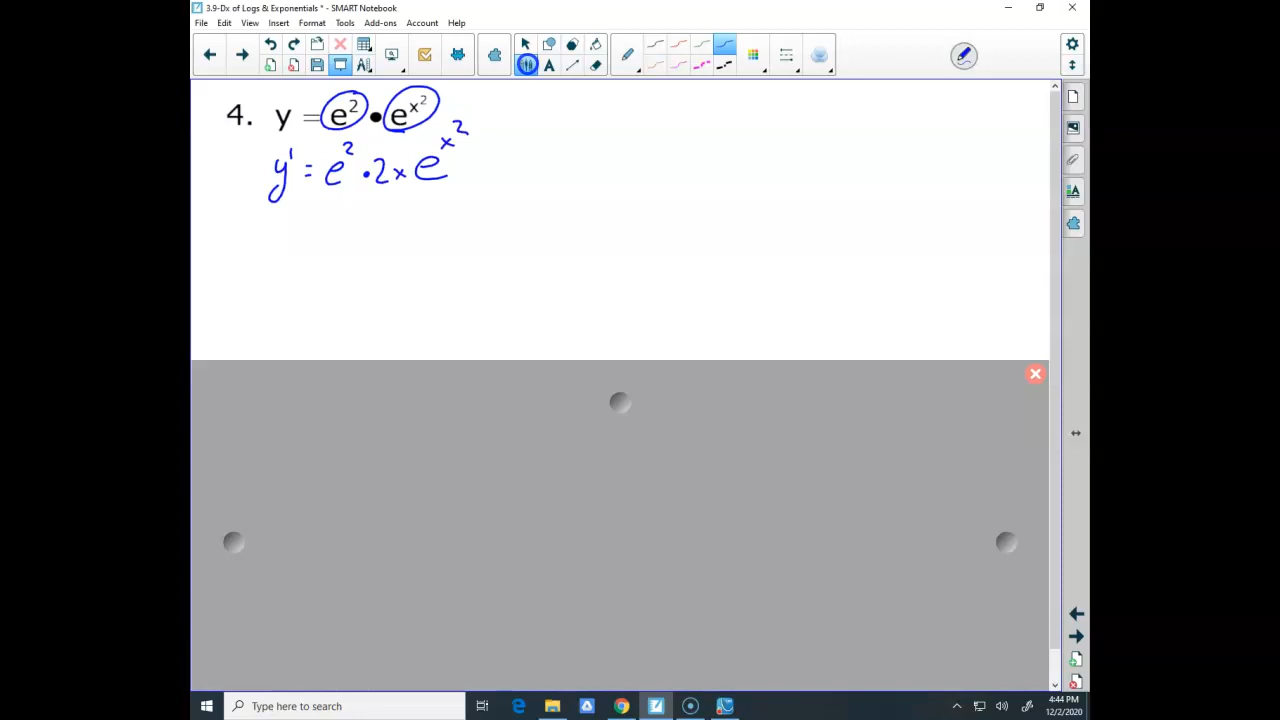 3.9-Dx of Logs & Exponentials * - SMART Notebook
File Edit View Insert Format Tools Add-ons Account Help
4. y = e² • e^x²
y' = e² • 2x e^x²
Type here to search
4:44 PM
12/2/2020